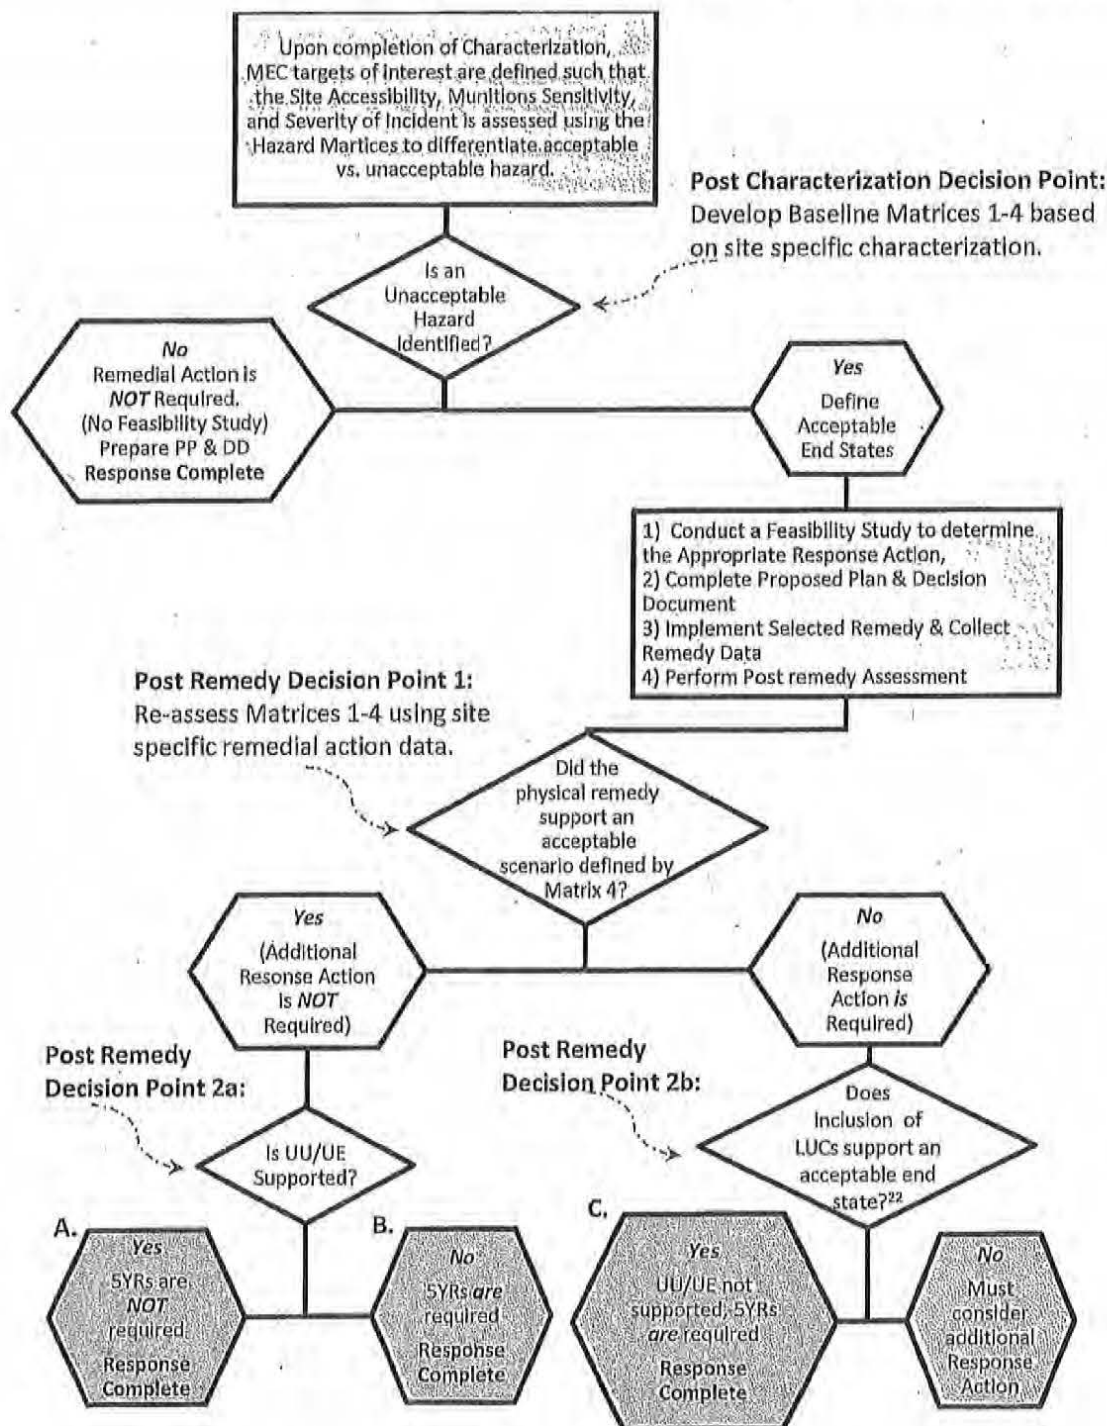 Upon completion of Characterization,
MEC targets of interest are defined such that
the Site Accessibility, Munitions Sensitivity,
and Severity of Incident is assessed using the
Hazard Martices to differentiate acceptable
vs. unacceptable hazard.
Post Characterization Decision Point:
Develop Baseline Matrices 1-4 based
on site specific characterization.
Is an
Unacceptable
Hazard
Identified?
No
Remedial Action is
NOT Required.
(No Feasibility Study)
Prepare PP & DD
Response Complete
Yes
Define
Acceptable
End States
1) Conduct a Feasibility Study to determine
the Appropriate Response Action,
2) Complete Proposed Plan & Decision
Document
3) Implement Selected Remedy & Collect
Remedy Data
4) Perform Post remedy Assessment
Post Remedy Decision Point 1:
Re-assess Matrices 1-4 using site
specific remedial action data.
Did the
physical remedy
support an
acceptable
scenario defined by
Matrix 4?
Yes
(Additional
Resonse Action
is NOT
Required)
No
(Additional
Response
Action is
Required)
Post Remedy
Decision Point 2a:
Post Remedy
Decision Point 2b:
Is UU/UE
Supported?
Does
Inclusion of
LUCs support an
acceptable end
state?²²
A.
Yes
5YRs are
NOT
required
Response
Complete
B.
No
5YRs are
required
Response
Complete
C.
Yes
UU/UE not
supported, 5YRs
are required
Response
Complete
No
Must
consider
additional
Response
Action